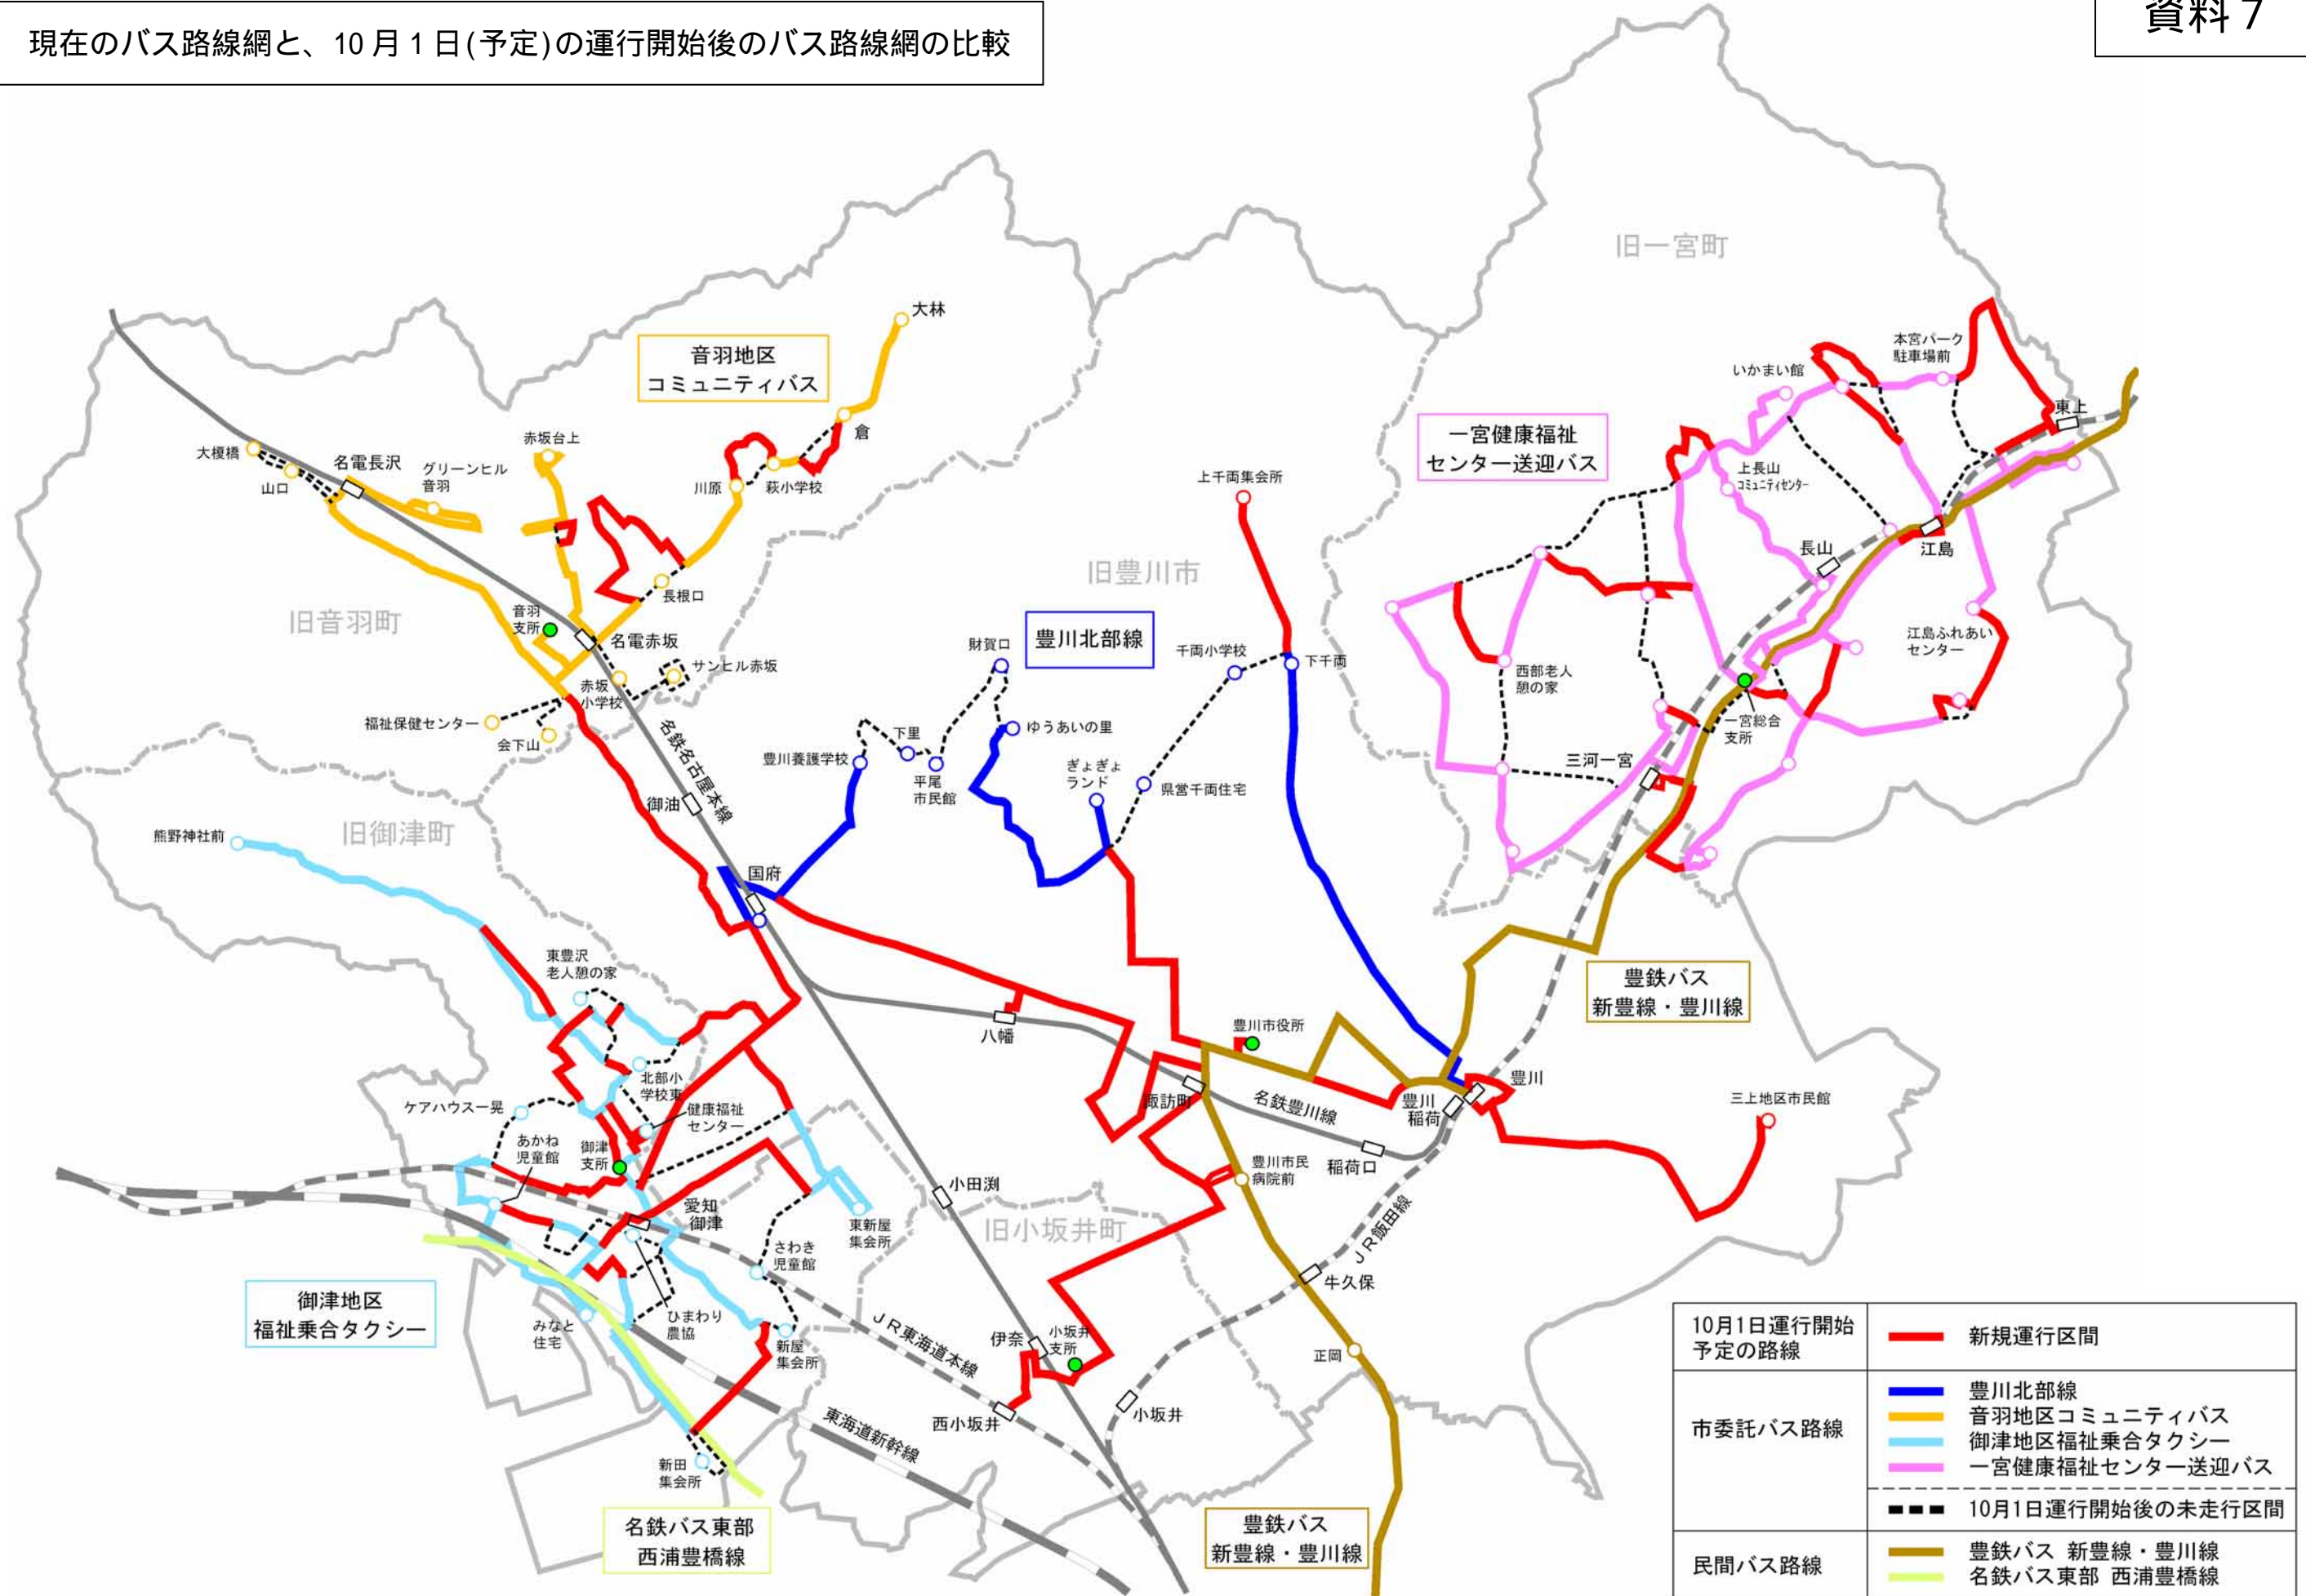 現在のバス路線網と、10月1日(予定)の運行開始後のバス路線網の比較
資料7
旧一宮町
大林
音羽地区
コミュニティバス
倉
本宮パーク
駐車場前
いかまい館
東上
赤坂台上
大榎橋
名電長沢
グリーンヒル
音羽
山口
川原
萩小学校
一宮健康福祉
センター送迎バス
上千両集会所
上長山
コミュニティセンター
長山
江島
旧豊川市
長根口
旧音羽町
音羽
支所
名電赤坂
サンヒル赤坂
赤坂
小学校
財賀口
豊川北部線
千両小学校
下千両
江島ふれあい
センター
西部老人
憩の家
福祉保健センター
会下山
名鉄名古屋本線
下里
ゆうあいの里
豊川養護学校
平尾
市民館
ぎょぎょ
ランド
県営千両住宅
一宮総合
支所
三河一宮
御油
旧御津町
熊野神社前
国府
東豊沢
老人憩の家
豊鉄バス
新豊線・豊川線
八幡
豊川市役所
北部小
学校東
ケアハウス一晃
健康福祉
センター
諏訪町
名鉄豊川線
豊川
稲荷
豊川
三上地区市民館
あかね
児童館
御津
支所
豊川市民
病院前
稲荷口
小田渕
愛知
御津
東新屋
集会所
旧小坂井町
さわき
児童館
JR飯田線
牛久保
御津地区
福祉乗合タクシー
みなと
住宅
ひまわり
農協
新屋
集会所
JR東海道本線
伊奈
小坂井
支所
正岡
西小坂井
小坂井
東海道新幹線
新田
集会所
名鉄バス東部
西浦豊橋線
豊鉄バス
新豊線・豊川線
10月1日運行開始
予定の路線
新規運行区間
市委託バス路線
豊川北部線
音羽地区コミュニティバス
御津地区福祉乗合タクシー
一宮健康福祉センター送迎バス
10月1日運行開始後の未走行区間
民間バス路線
豊鉄バス 新豊線・豊川線
名鉄バス東部 西浦豊橋線